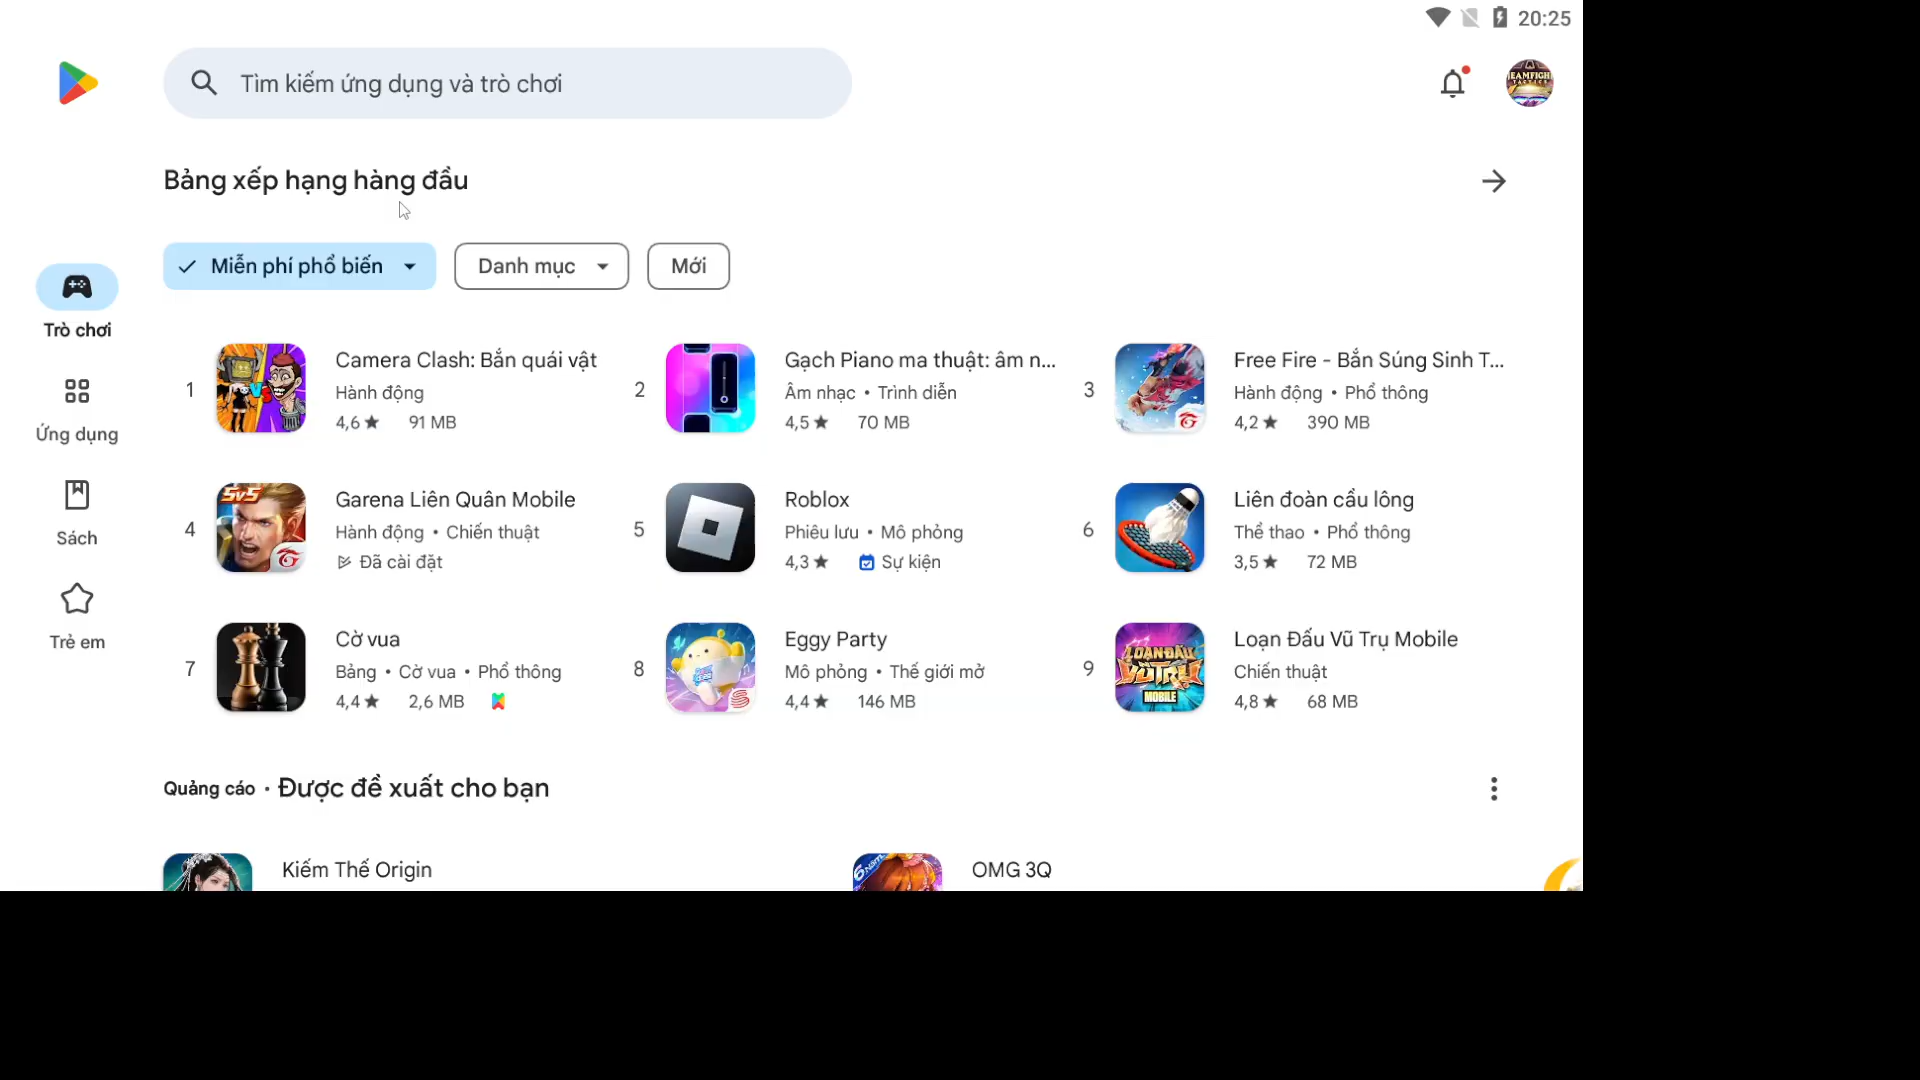 20:25
Tìm kiếm ứng dụng và trò chơi
Bảng xếp hạng hàng đầu
Miễn phí phổ biến
Danh mục
Mới
Trò chơi
Ứng dụng
Sách
Trẻ em
1
Camera Clash: Bắn quái vật
Hành động
4,6★ 91 MB
2
Gạch Piano ma thuật: âm n...
Âm nhạc • Trình diễn
4,5★ 70 MB
3
Free Fire - Bắn Súng Sinh T...
Hành động • Phổ thông
4,2★ 390 MB
4
5v5
Garena Liên Quân Mobile
Hành động • Chiến thuật
Đã cài đặt
5
Roblox
Phiêu lưu • Mô phỏng
4,3★ Sự kiện
6
Liên đoàn cầu lông
Thể thao • Phổ thông
3,5★ 72 MB
7
Cờ vua
Bảng • Cờ vua • Phổ thông
4,4★ 2,6 MB
8
Eggy Party
Mô phỏng • Thế giới mở
4,4★ 146 MB
9
LOẠN ĐẤU
VŨ TRỤ
MOBILE
Loạn Đấu Vũ Trụ Mobile
Chiến thuật
4,8★ 68 MB
Quảng cáo • Được đề xuất cho bạn
Kiếm Thế Origin
OMG 3Q